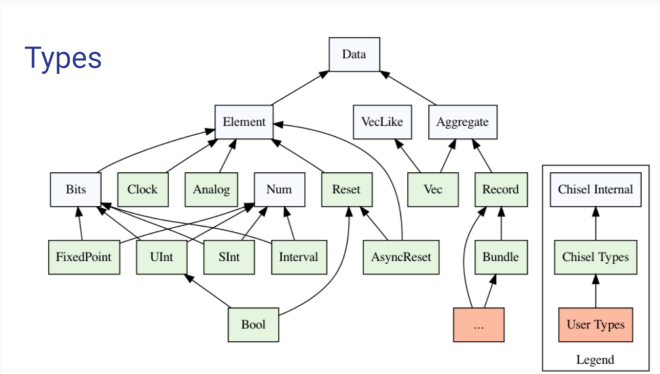 Types
Data
Element
VecLike
Aggregate
Bits
Clock
Analog
Num
Reset
Vec
Record
Chisel Internal
FixedPoint
UInt
SInt
Interval
AsyncReset
Bundle
Chisel Types
Bool
...
User Types
Legend